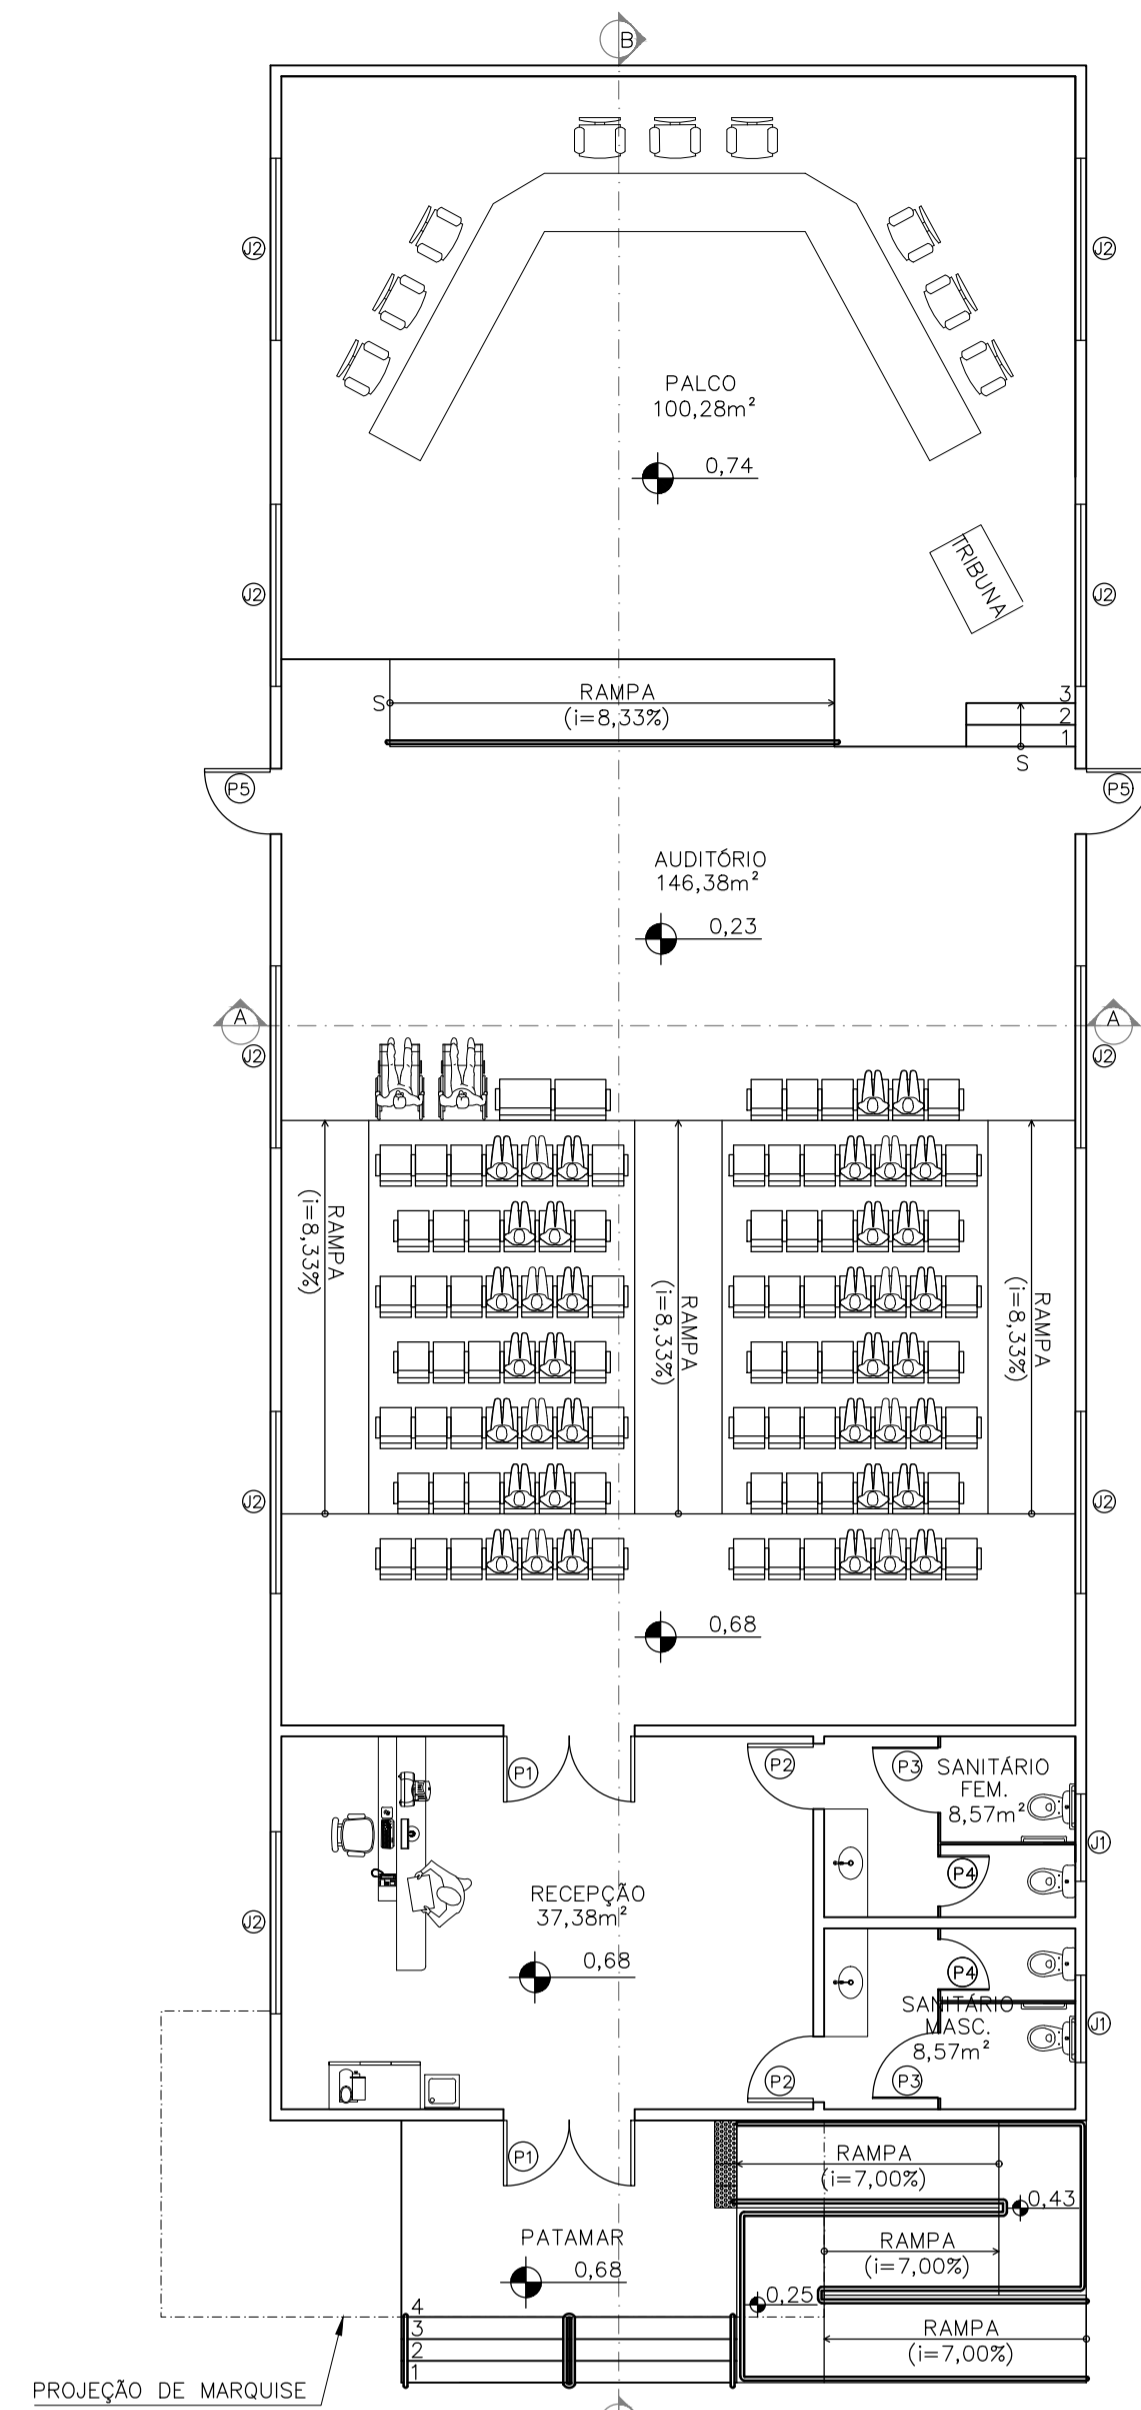 B
J2
J2
PALCO
100,28m²
0,74
TRIBUNA
J2
J2
RAMPA
(i=8,33%)
S
3
2
1
S
P5
P5
AUDITÓRIO
146,38m²
0,23
A
A
J2
J2
RAMPA
(i=8,33%)
RAMPA
(i=8,33%)
RAMPA
(i=8,33%)
J2
J2
0,68
P1
P2
P3
SANITÁRIO
FEM.
8,57m²
J1
P4
RECEPÇÃO
37,38m²
J2
0,68
P4
SANITÁRIO
MASC.
8,57m²
J1
P2
P3
P1
RAMPA
(i=7,00%)
0,43
PATAMAR
0,68
RAMPA
(i=7,00%)
0,25
4
3
2
1
RAMPA
(i=7,00%)
PROJEÇÃO DE MARQUISE